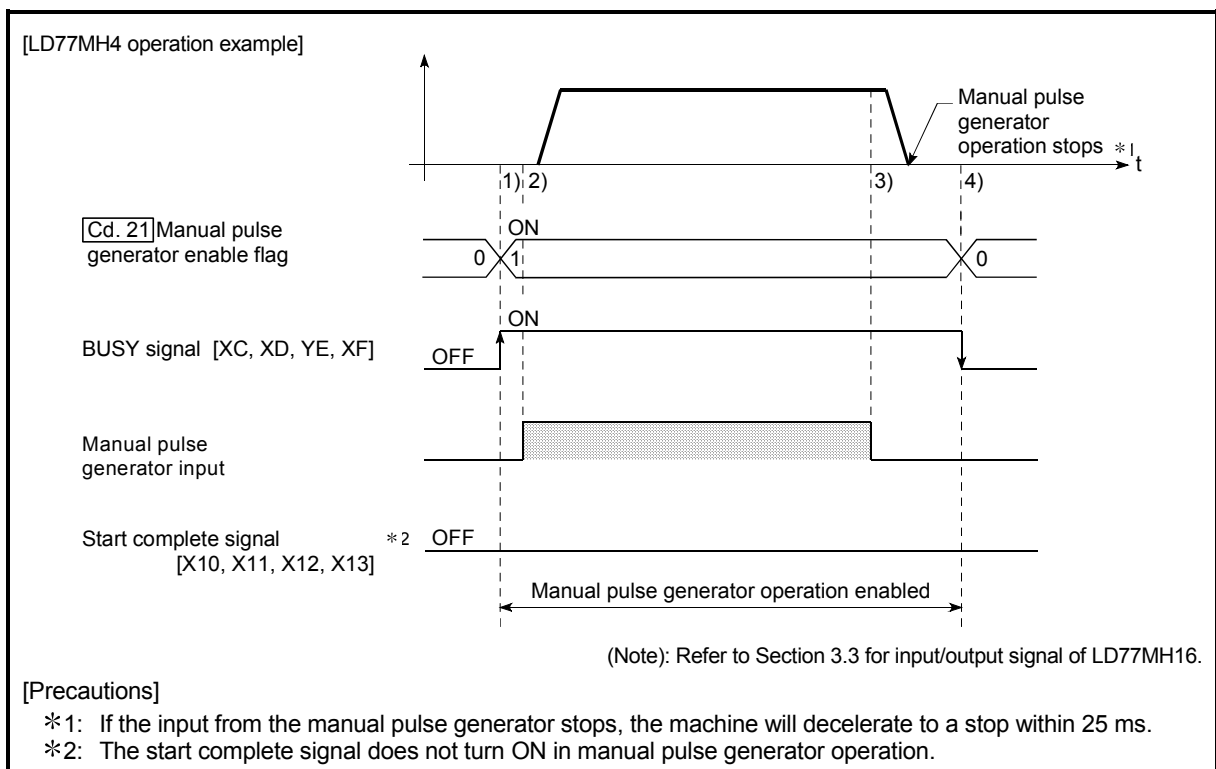 [LD77MH4 operation example]
Manual pulse
generator
operation stops *1
t
1) 2) 3) 4)
Cd. 21 Manual pulse
generator enable flag
ON
0 1 0
ON
BUSY signal [XC, XD, YE, XF]
OFF
Manual pulse
generator input
Start complete signal *2 OFF
[X10, X11, X12, X13]
Manual pulse generator operation enabled
(Note): Refer to Section 3.3 for input/output signal of LD77MH16.
[Precautions]
*1: If the input from the manual pulse generator stops, the machine will decelerate to a stop within 25 ms.
*2: The start complete signal does not turn ON in manual pulse generator operation.